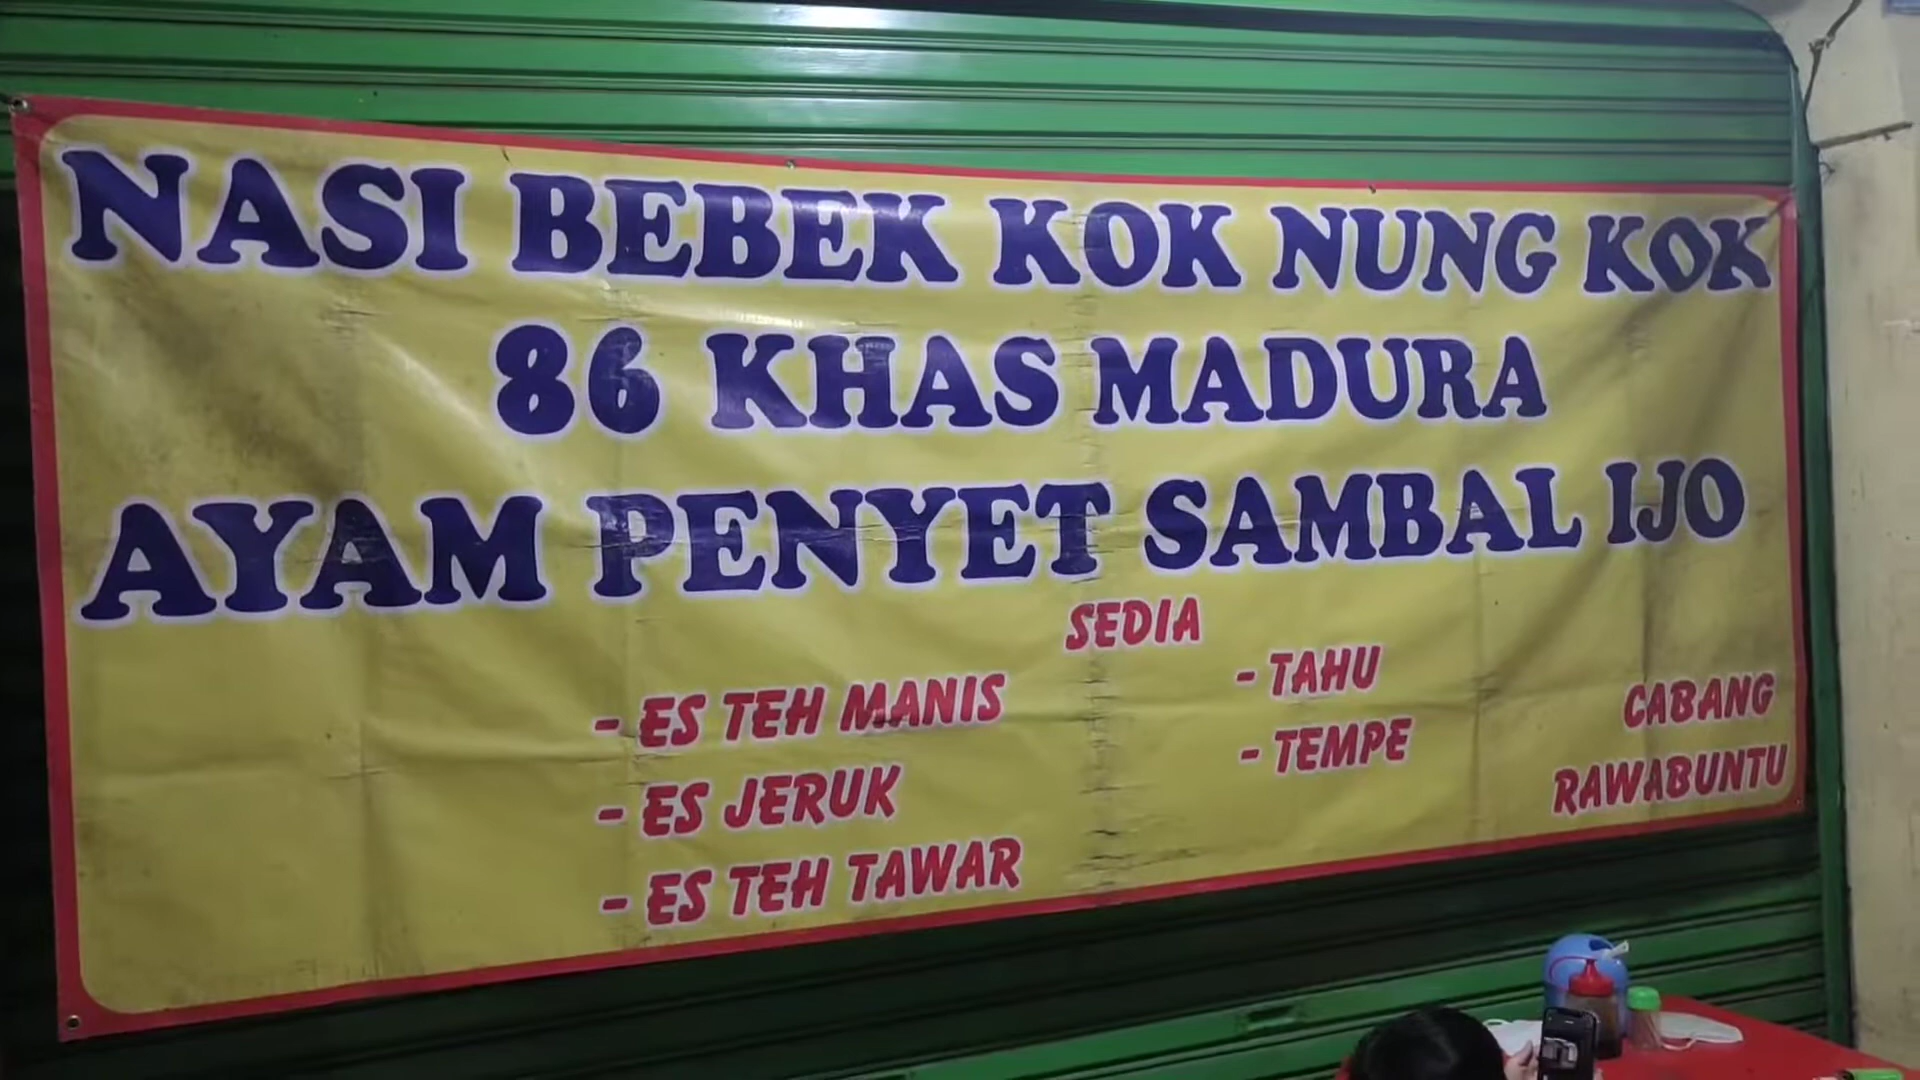 NASI BEBEK KOK NUNG KOK
86 KHAS MADURA
AYAM PENYET SAMBAL IJO
SEDIA
- ES TEH MANIS
- ES JERUK
- ES TEH TAWAR
- TAHU
- TEMPE
CABANG
RAWABUNTU